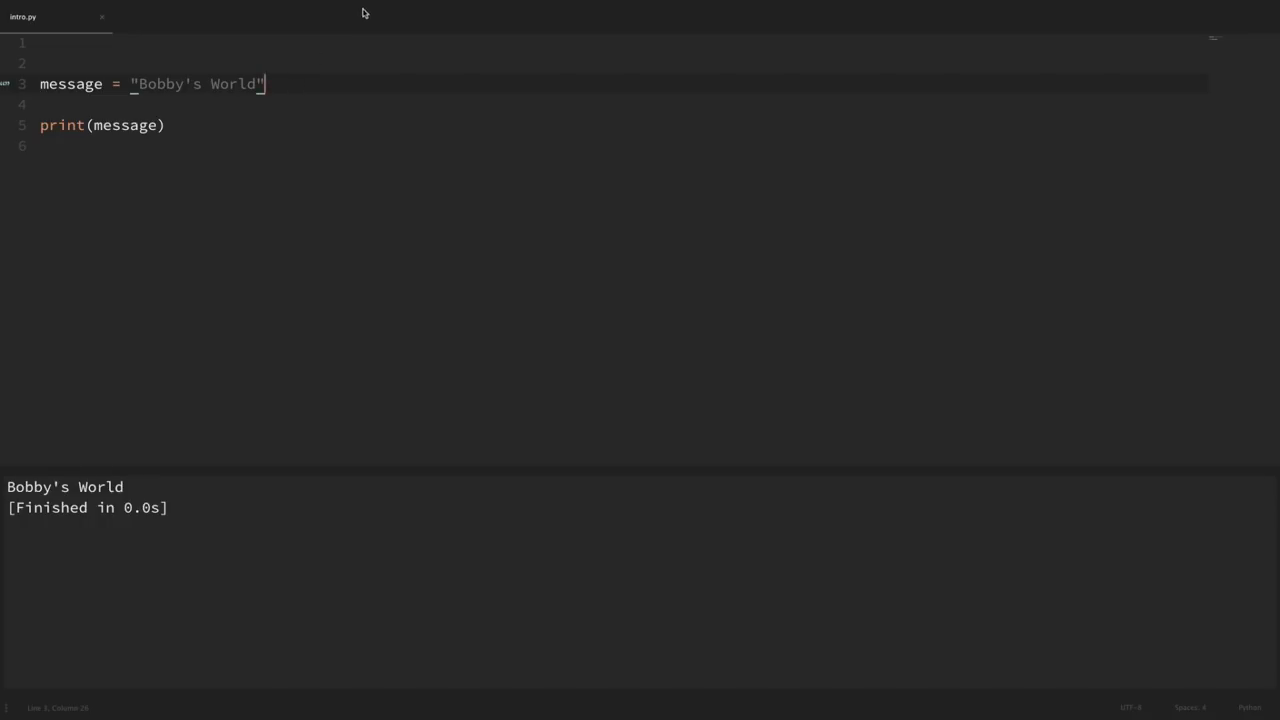 intro.py ×
1
2
3 message = "Bobby's World"
4
5 print(message)
6
Bobby's World
[Finished in 0.0s]
Line 3, Column 26 UTF-8 Spaces: 4 Python